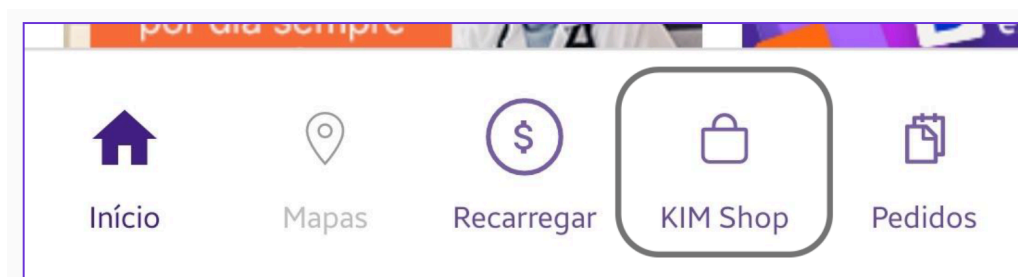 por dia sempre
Início
Mapas
Recarregar
KIM Shop
Pedidos